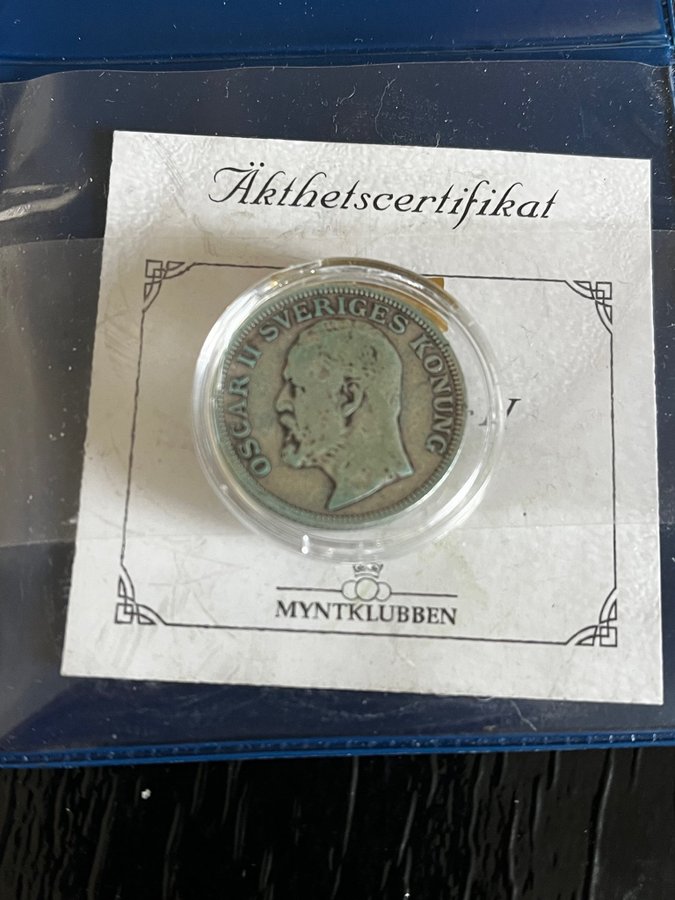 Äkthetscertifikat
OSCAR II SVERIGES KONUNG
MYNTKLUBBEN